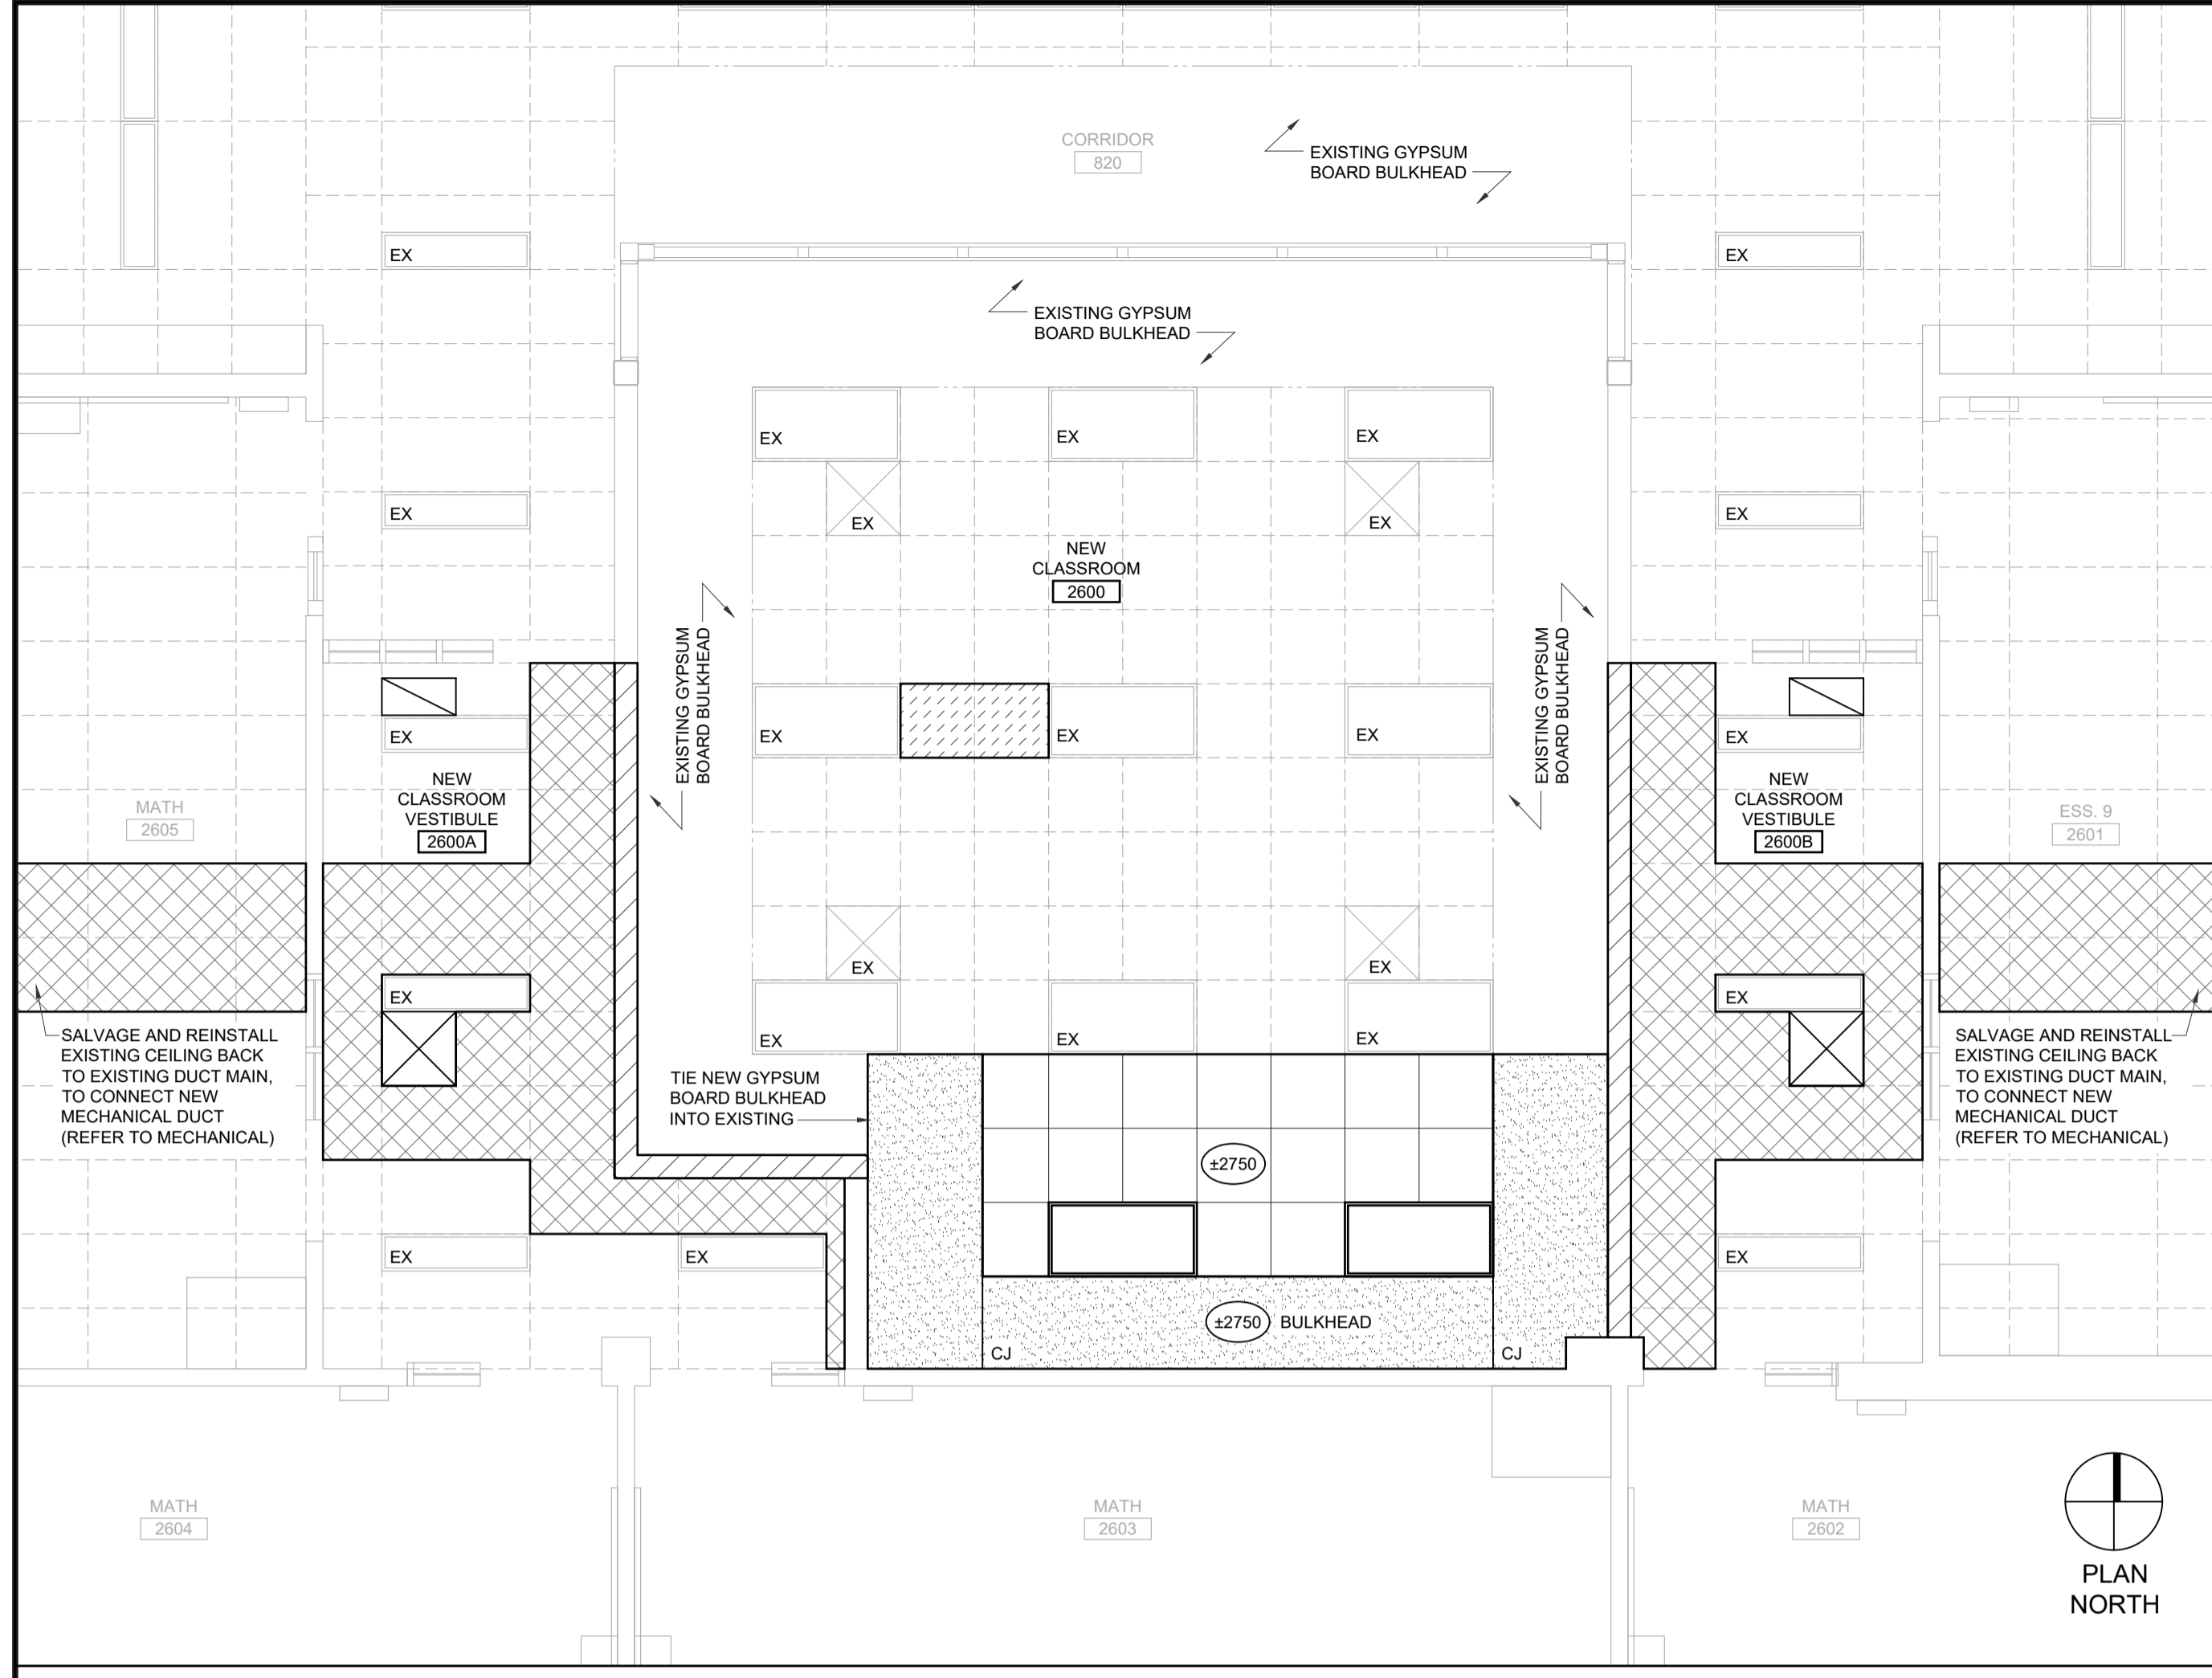 CORRIDOR
820
EXISTING GYPSUM
BOARD BULKHEAD
EX
EX
EXISTING GYPSUM
BOARD BULKHEAD
EX
EX
EX
EX
EX
EX
EX
NEW
CLASSROOM
2600
EXISTING GYPSUM
BOARD BULKHEAD
EXISTING GYPSUM
BOARD BULKHEAD
EX
EX
EX
EX
EX
NEW
CLASSROOM
VESTIBULE
2600A
NEW
CLASSROOM
VESTIBULE
2600B
MATH
2605
ESS. 9
2601
EX
EX
EX
EX
EX
EX
EX
SALVAGE AND REINSTALL
EXISTING CEILING BACK
TO EXISTING DUCT MAIN,
TO CONNECT NEW
MECHANICAL DUCT
(REFER TO MECHANICAL)
TIE NEW GYPSUM
BOARD BULKHEAD
INTO EXISTING
SALVAGE AND REINSTALL
EXISTING CEILING BACK
TO EXISTING DUCT MAIN,
TO CONNECT NEW
MECHANICAL DUCT
(REFER TO MECHANICAL)
±2750
EX
EX
EX
±2750 BULKHEAD
CJ
CJ
MATH
2604
MATH
2603
MATH
2602
PLAN
NORTH